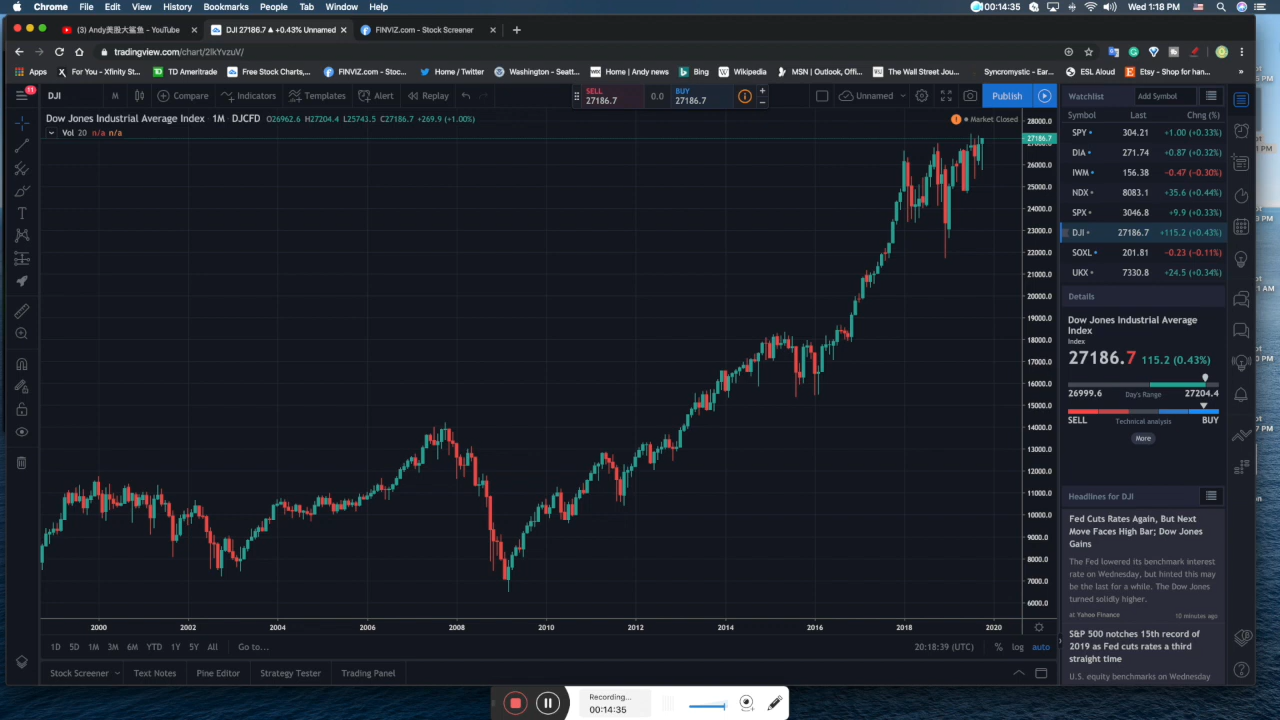 Chrome File Edit View History Bookmarks People Tab Window Help 00:14:35 Wed 1:18 PM
(3) Andy美股大鲨鱼 - YouTube × DJI 27186.7 ▲ +0.43% Unnamed × FINVIZ.com - Stock Screener × +
tradingview.com/chart/2lkYvzuV/
Apps For You - Xfinity St... TD Ameritrade Free Stock Charts,... FINVIZ.com - Stoc... Home / Twitter Washington - Seatt... Home | Andy news Bing Wikipedia MSN | Outlook, Offi... The Wall Street Jou... Syncromystic - Ear... ESL Aloud Etsy - Shop for han... »
11
DJI M Compare Indicators Templates Alert Replay SELL 27186.7 0.0 BUY 27186.7 + − Unnamed Publish
Watchlist Add Symbol
Dow Jones Industrial Average Index · 1M · DJCFD O26962.6 H27204.4 L25743.5 C27186.7 +269.9 (+1.00%)
Market Closed
Vol 20 n/a n/a
28000.0
27186.7
26000.0
25000.0
24000.0
23000.0
22000.0
21000.0
20000.0
19000.0
18000.0
17000.0
16000.0
15000.0
14000.0
13000.0
12000.0
11000.0
10000.0
9000.0
8000.0
7000.0
6000.0
2000 2002 2004 2006 2008 2010 2012 2014 2016 2018 2020
1D 5D 1M 3M 6M YTD 1Y 5Y All Go to... 20:18:39 (UTC) % log auto
Stock Screener Text Notes Pine Editor Strategy Tester Trading Panel
Symbol Last Chg (%)
SPY 304.21 +1.00 (+0.33%)
DIA 271.74 +0.87 (+0.32%)
IWM 156.38 -0.47 (-0.30%)
NDX 8083.1 +35.6 (+0.44%)
SPX 3046.8 +9.9 (+0.33%)
DJI 27186.7 +115.2 (+0.43%)
SOXL 201.81 -0.23 (-0.11%)
UKX 7330.8 +24.5 (+0.34%)
Details
Dow Jones Industrial Average
Index
Index
27186.7 115.2 (0.43%)
26999.6 Day's Range 27204.4
SELL Technical analysis BUY
More
Headlines for DJI
Fed Cuts Rates Again, But Next
Move Faces High Bar; Dow Jones
Gains
The Fed lowered its benchmark interest
rate on Wednesday, but hinted this may
be the last for a while. The Dow Jones
turned solidly higher.
at Yahoo Finance 10 minutes ago
S&P 500 notches 15th record of
2019 as Fed cuts rates a third
straight time
U.S. equity benchmarks on Wednesday
Recording...
00:14:35